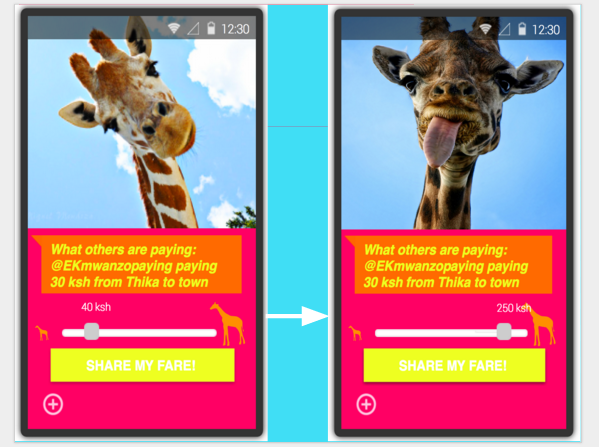 12:30
What others are paying:
@EKmwanzopaying paying
30 ksh from Thika to town
40 ksh
SHARE MY FARE!
12:30
What others are paying:
@EKmwanzopaying paying
30 ksh from Thika to town
250 ksh
SHARE MY FARE!